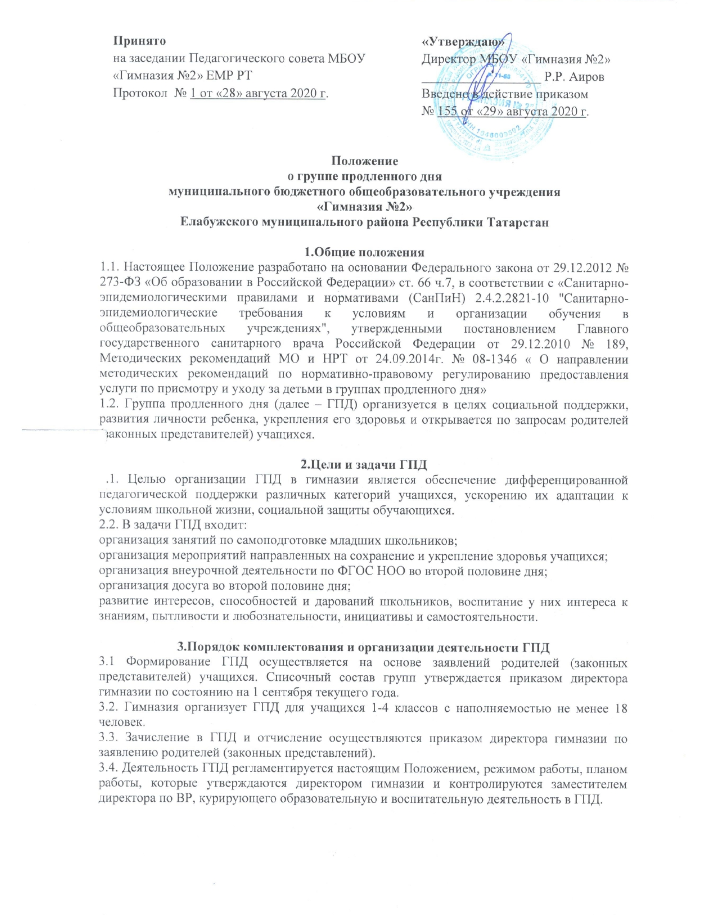 Принято
на заседании Педагогического совета МБОУ
«Гимназия №2» ЕМР РТ
Протокол № 1 от «28» августа 2020 г.
«Утверждаю»
Директор МБОУ «Гимназия №2»
__________________ Р.Р. Аиров
Введено в действие приказом
№ 155 от «29» августа 2020 г.
Положение
о группе продленного дня
муниципального бюджетного общеобразовательного учреждения
«Гимназия №2»
Елабужского муниципального района Республики Татарстан
1.Общие положения
1.1. Настоящее Положение разработано на основании Федерального закона от 29.12.2012 №
273-ФЗ «Об образовании в Российской Федерации» ст. 66 ч.7, в соответствии с «Санитарно-
эпидемиологическими правилами и нормативами (СанПиН) 2.4.2.2821-10 "Санитарно-
эпидемиологические требования к условиям и организации обучения в
общеобразовательных учреждениях", утвержденными постановлением Главного
государственного санитарного врача Российской Федерации от 29.12.2010 № 189,
Методических рекомендаций МО и НРТ от 24.09.2014г. № 08-1346 « О направлении
методических рекомендаций по нормативно-правовому регулированию предоставления
услуги по присмотру и уходу за детьми в группах продленного дня»
1.2. Группа продленного дня (далее – ГПД) организуется в целях социальной поддержки,
развития личности ребенка, укрепления его здоровья и открывается по запросам родителей
законных представителей) учащихся.
2.Цели и задачи ГПД
.1. Целью организации ГПД в гимназии является обеспечение дифференцированной
педагогической поддержки различных категорий учащихся, ускорению их адаптации к
условиям школьной жизни, социальной защиты обучающихся.
2.2. В задачи ГПД входит:
организация занятий по самоподготовке младших школьников;
организация мероприятий направленных на сохранение и укрепление здоровья учащихся;
организация внеурочной деятельности по ФГОС НОО во второй половине дня;
организация досуга во второй половине дня;
развитие интересов, способностей и дарований школьников, воспитание у них интереса к
знаниям, пытливости и любознательности, инициативы и самостоятельности.
3.Порядок комплектования и организации деятельности ГПД
3.1 Формирование ГПД осуществляется на основе заявлений родителей (законных
представителей) учащихся. Списочный состав групп утверждается приказом директора
гимназии по состоянию на 1 сентября текущего года.
3.2. Гимназия организует ГПД для учащихся 1-4 классов с наполняемостью не менее 18
человек.
3.3. Зачисление в ГПД и отчисление осуществляются приказом директора гимназии по
заявлению родителей (законных представлений).
3.4. Деятельность ГПД регламентируется настоящим Положением, режимом работы, планом
работы, которые утверждаются директором гимназии и контролируются заместителем
директора по ВР, курирующего образовательную и воспитательную деятельность в ГПД.